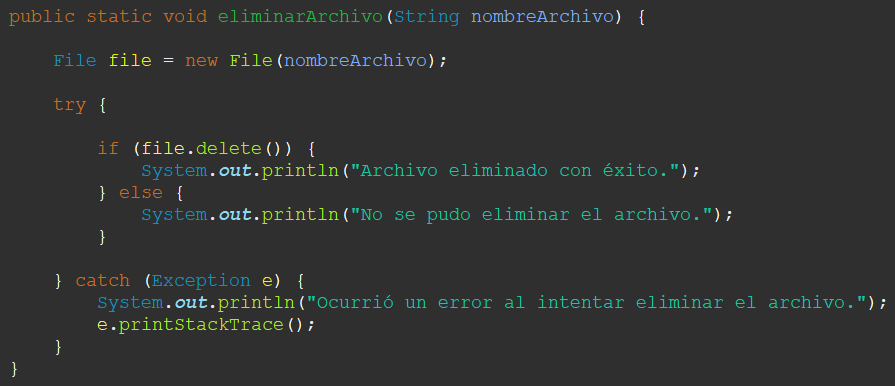 public static void eliminarArchivo(String nombreArchivo) {
File file = new File(nombreArchivo);
try {
if (file.delete()) {
System.out.println("Archivo eliminado con éxito.");
} else {
System.out.println("No se pudo eliminar el archivo.");
}
} catch (Exception e) {
System.out.println("Ocurrió un error al intentar eliminar el archivo.");
e.printStackTrace();
}
}